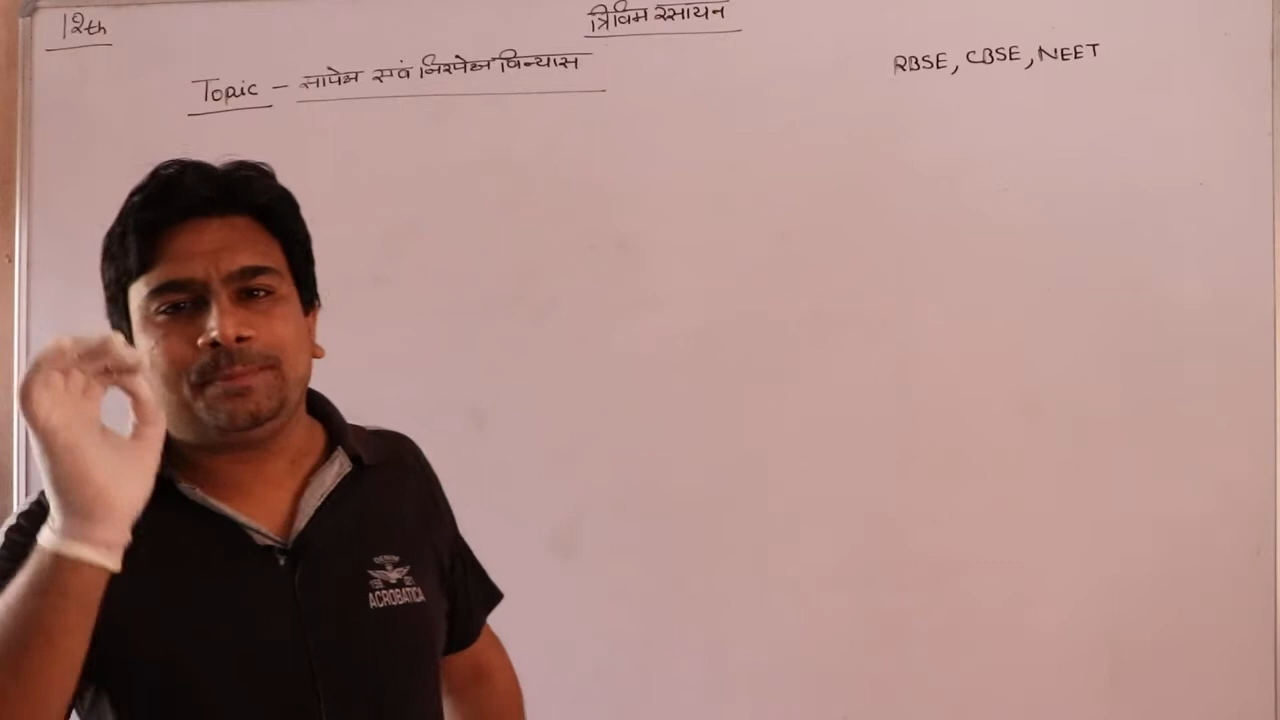 12th
त्रिविम रसायन
Topic - सापेक्ष एवं निरपेक्ष विन्यास
RBSE, CBSE, NEET
ACROBATICA